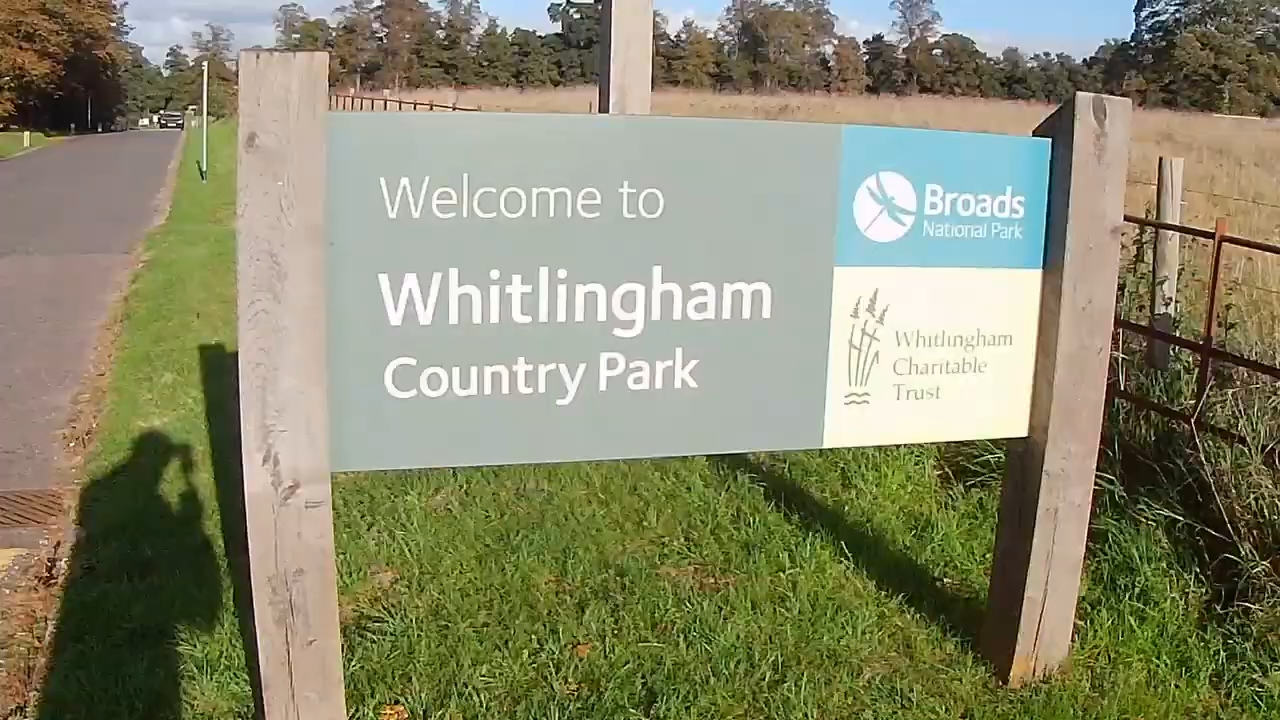 Welcome to
Whitlingham
Country Park
Broads
National Park
Whitlingham
Charitable
Trust